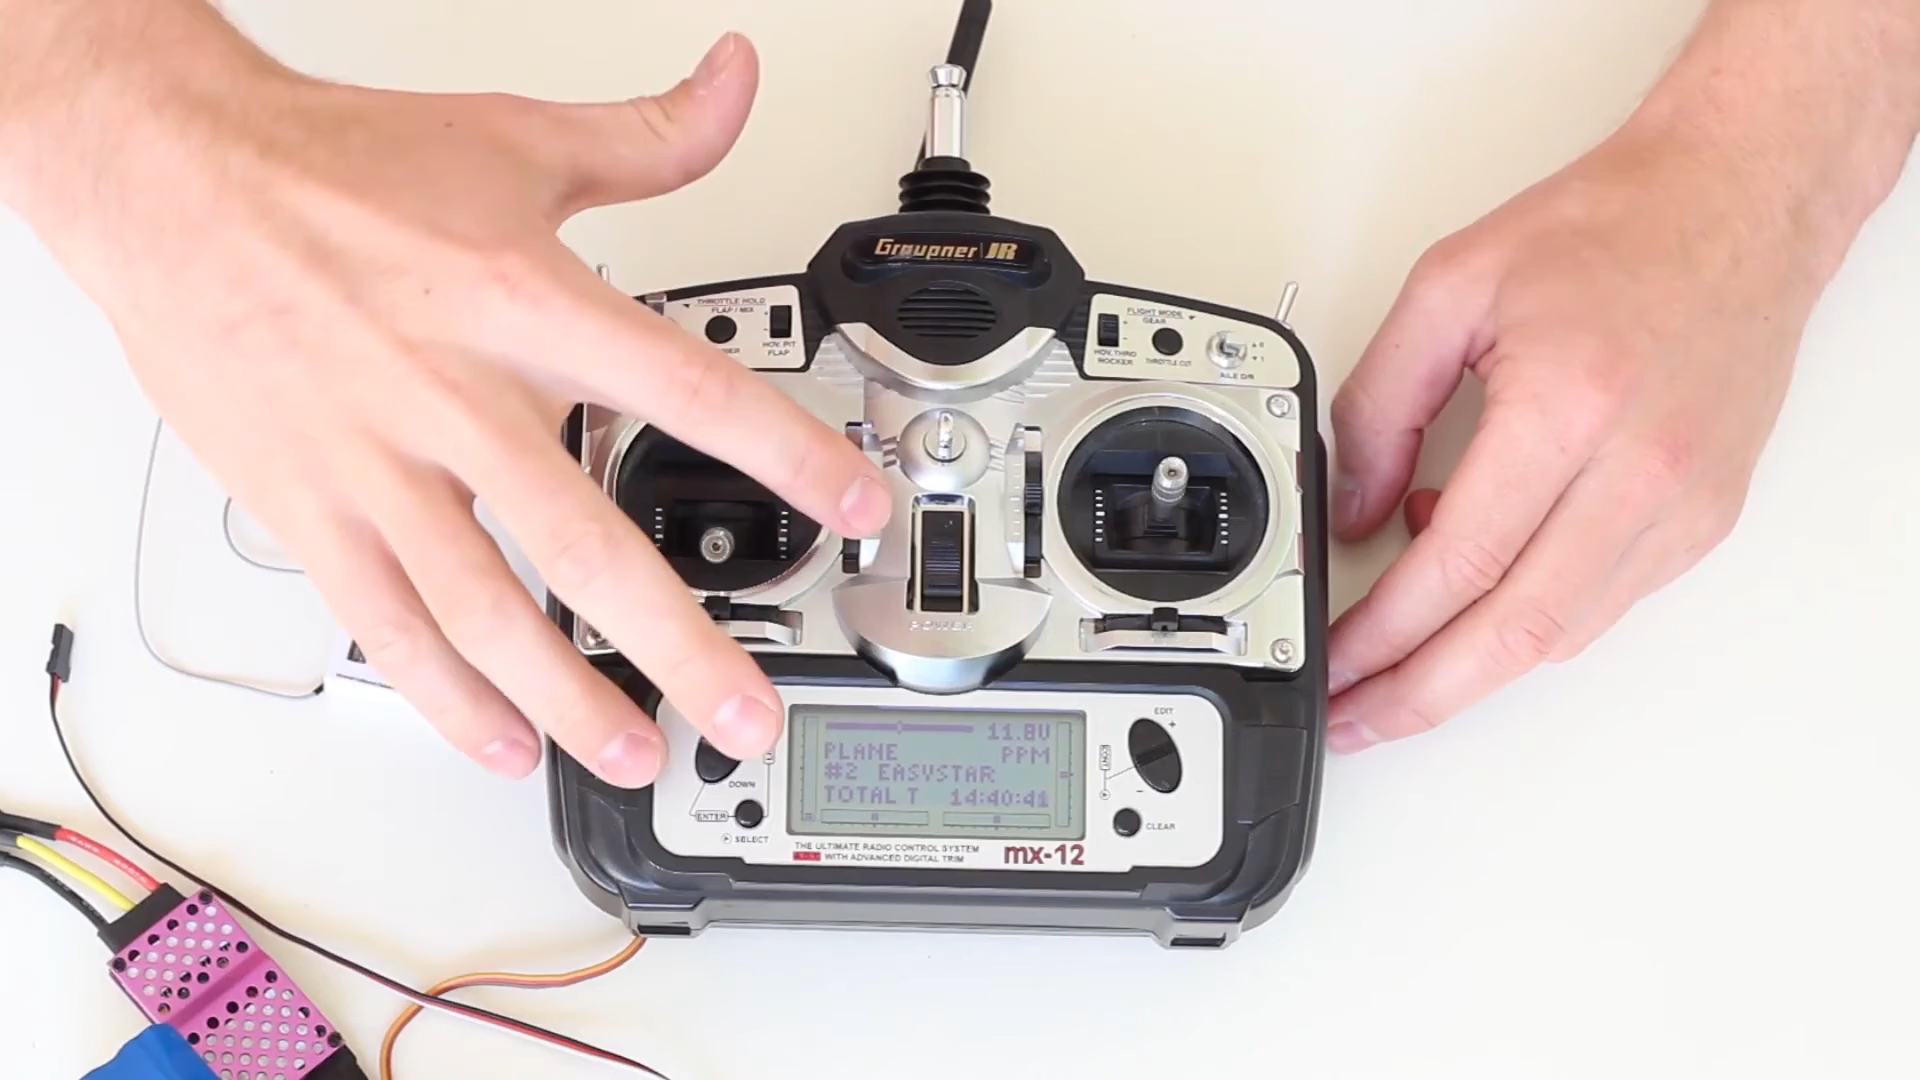 Graupner JR
THROTTLE HOLD
FLAP / MIX
HOV. PIT
FLAP
FLIGHT MODE
GEAR
HOV. THRO
ROCKER
THROTTLE CUT
AILE D/R
POWER
11.8V
PLANE PPM
#2 EASYSTAR
TOTAL T 14:40:41
DOWN
ENTER
SELECT
EDIT
+
-
CLEAR
THE ULTIMATE RADIO CONTROL SYSTEM
WITH ADVANCED DIGITAL TRIM
mx-12